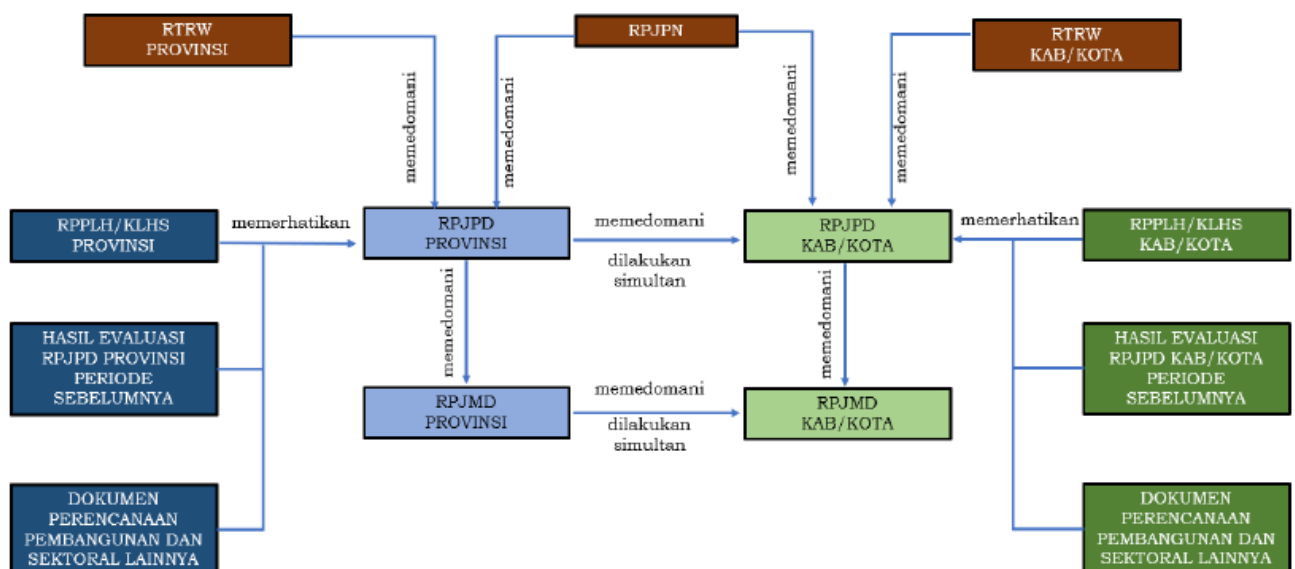 RTRW
PROVINSI
RPJPN
RTRW
KAB/KOTA
memedomani
memedomani
memedomani
memedomani
RPPLH/KLHS
PROVINSI
memerhatikan
RPJPD
PROVINSI
memedomani
dilakukan
simultan
RPJPD
KAB/KOTA
memerhatikan
RPPLH/KLHS
KAB/KOTA
memedomani
memedomani
HASIL EVALUASI
RPJPD PROVINSI
PERIODE
SEBELUMNYA
HASIL EVALUASI
RPJPD KAB/KOTA
PERIODE
SEBELUMNYA
RPJMD
PROVINSI
memedomani
dilakukan
simultan
RPJMD
KAB/KOTA
DOKUMEN
PERENCANAAN
PEMBANGUNAN DAN
SEKTORAL LAINNYA
DOKUMEN
PERENCANAAN
PEMBANGUNAN DAN
SEKTORAL LAINNYA